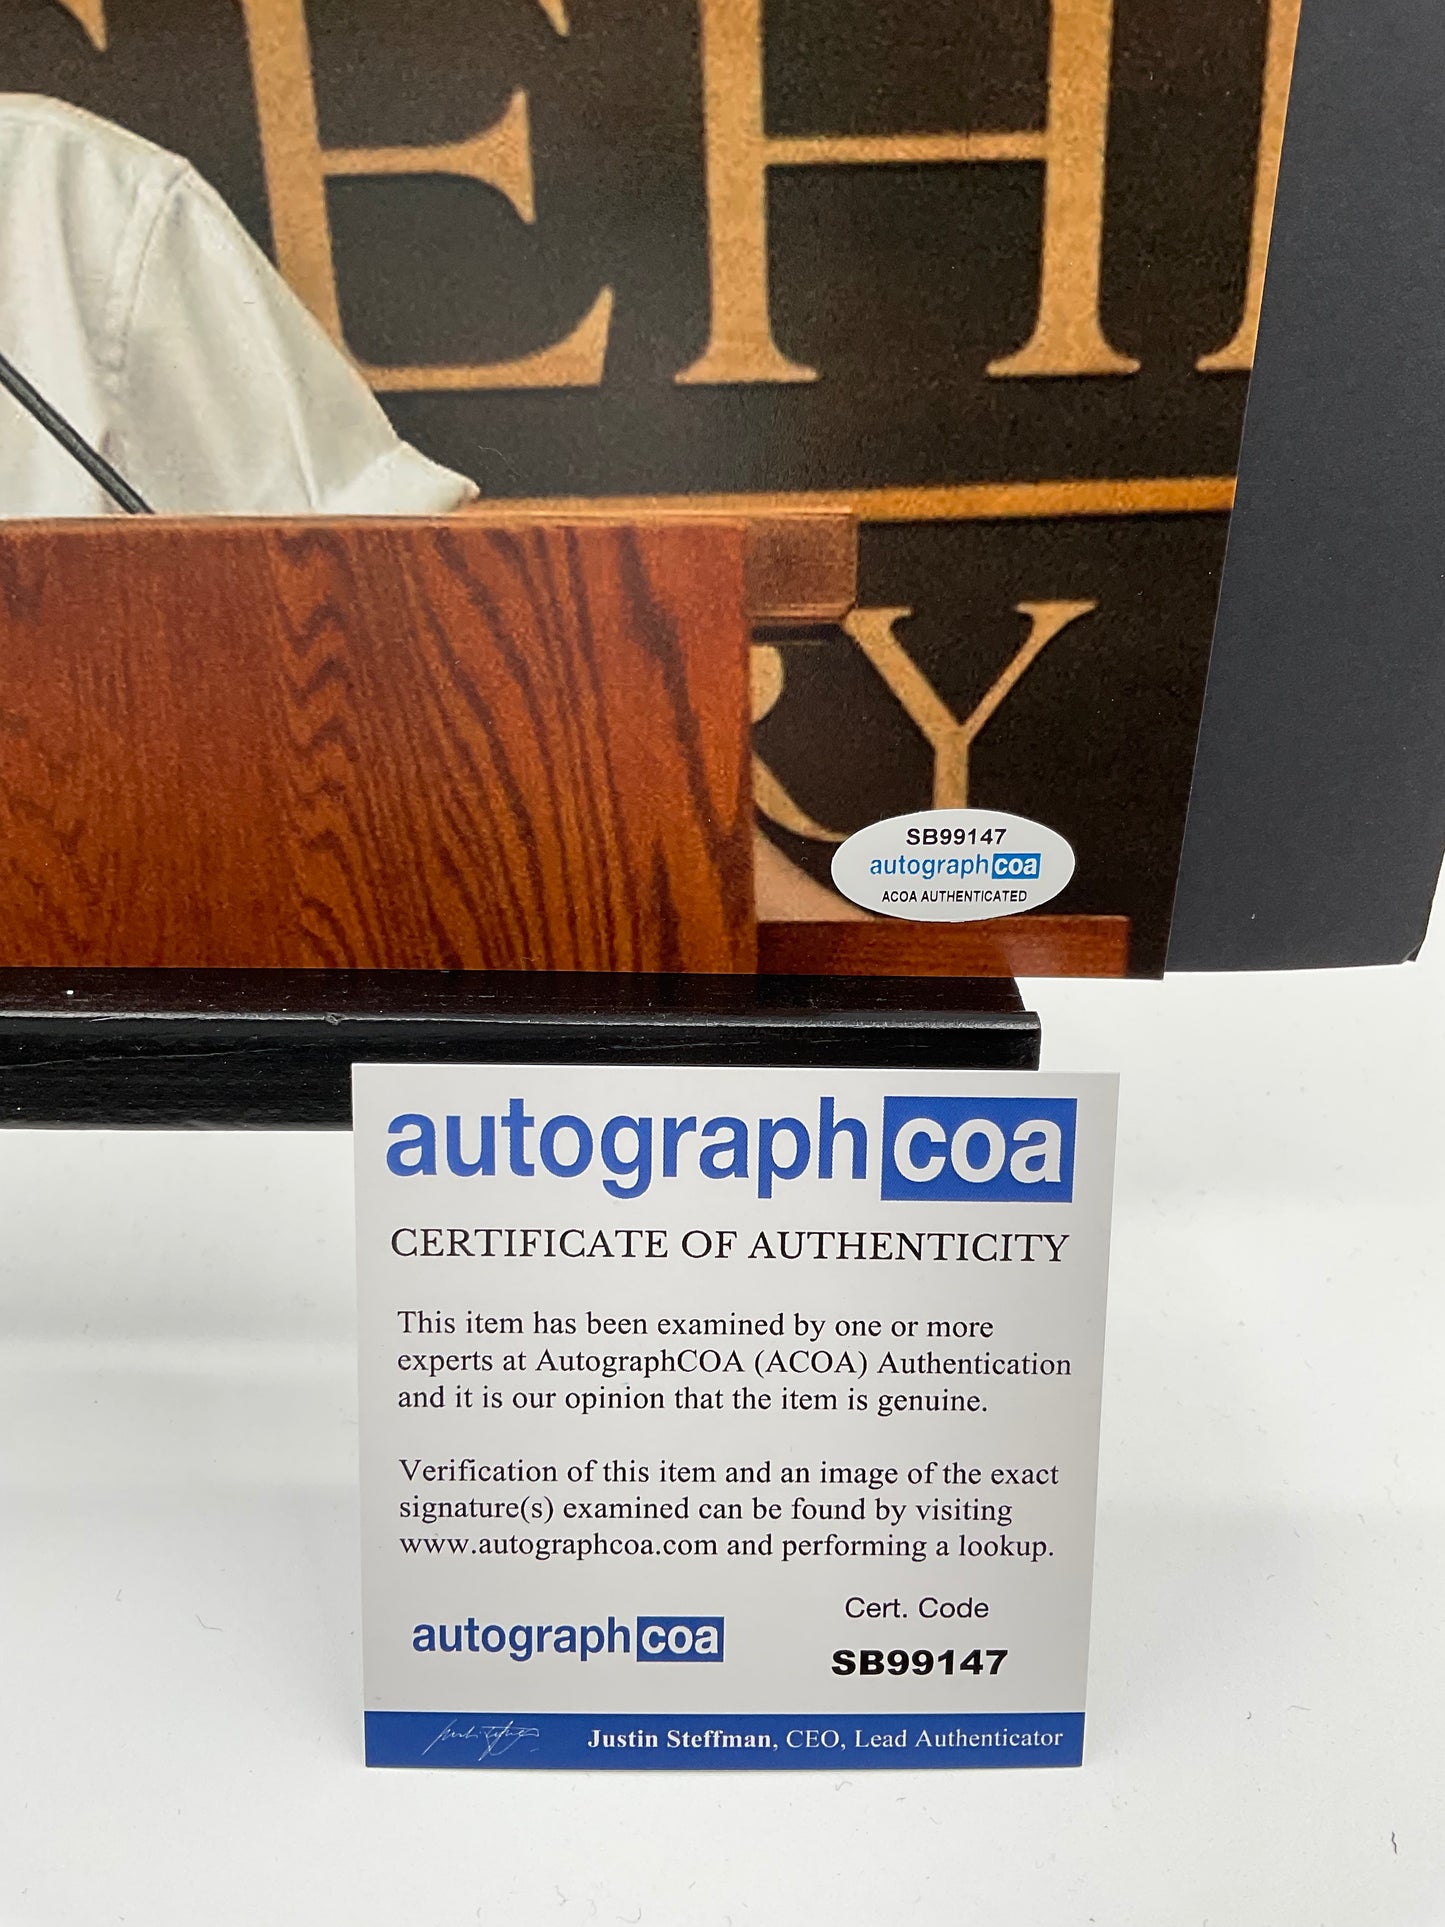 EH
RY
SB99147
autographcoa
ACOA AUTHENTICATED
autographcoa
CERTIFICATE OF AUTHENTICITY
This item has been examined by one or more
experts at AutographCOA (ACOA) Authentication
and it is our opinion that the item is genuine.
Verification of this item and an image of the exact
signature(s) examined can be found by visiting
www.autographcoa.com and performing a lookup.
Cert. Code
autographcoa
SB99147
Justin Steffman, CEO, Lead Authenticator